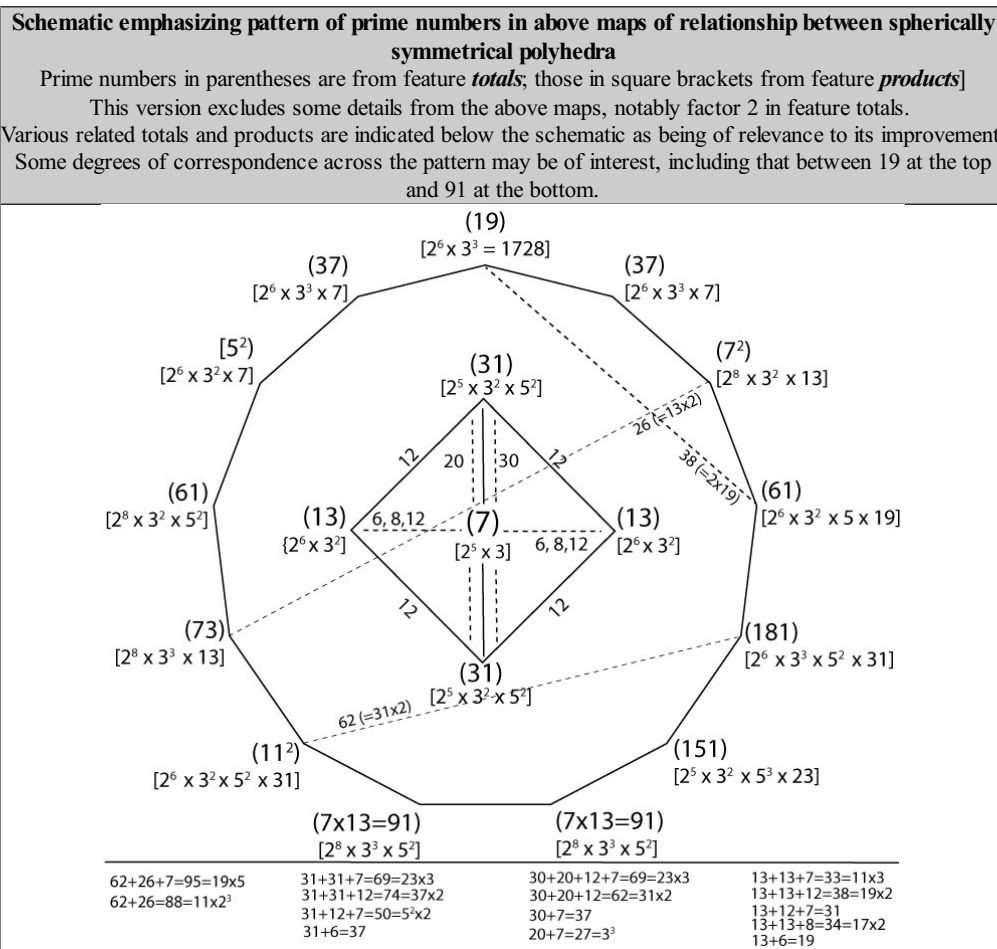 Schematic emphasizing pattern of prime numbers in above maps of relationship between spherically
symmetrical polyhedra
Prime numbers in parentheses are from feature totals; those in square brackets from feature products]
This version excludes some details from the above maps, notably factor 2 in feature totals.
Various related totals and products are indicated below the schematic as being of relevance to its improvement
Some degrees of correspondence across the pattern may be of interest, including that between 19 at the top
and 91 at the bottom.
(19)
[2⁶ x 3³ = 1728]
(37)
[2⁶ x 3³ x 7]
(37)
[2⁶ x 3³ x 7]
[5²)
[2⁶ x 3² x 7]
(7²)
[2⁸ x 3² x 13]
(31)
[2⁵ x 3² x 5²]
26 (=13x2)
38 (=2x19)
12
20
30
12
(61)
[2⁸ x 3² x 5²]
(61)
[2⁶ x 3² x 5 x 19]
(13)
{2⁶ x 3²]
6, 8,12
(7)
[2⁵ x 3]
6, 8,12
(13)
[2⁶ x 3²]
12
12
(73)
[2⁸ x 3³ x 13]
(181)
[2⁶ x 3³ x 5² x 31]
(31)
[2⁵ x 3² x 5²]
62 (=31x2)
(11²)
[2⁶ x 3² x 5² x 31]
(151)
[2⁵ x 3² x 5³ x 23]
(7x13=91)
[2⁸ x 3³ x 5²]
(7x13=91)
[2⁸ x 3³ x 5²]
62+26+7=95=19x5
62+26=88=11x2³
31+31+7=69=23x3
31+31+12=74=37x2
31+12+7=50=5²x2
31+6=37
30+20+12+7=69=23x3
30+20+12=62=31x2
30+7=37
20+7=27=3³
13+13+7=33=11x3
13+13+12=38=19x2
13+12+7=31
13+13+8=34=17x2
13+6=19